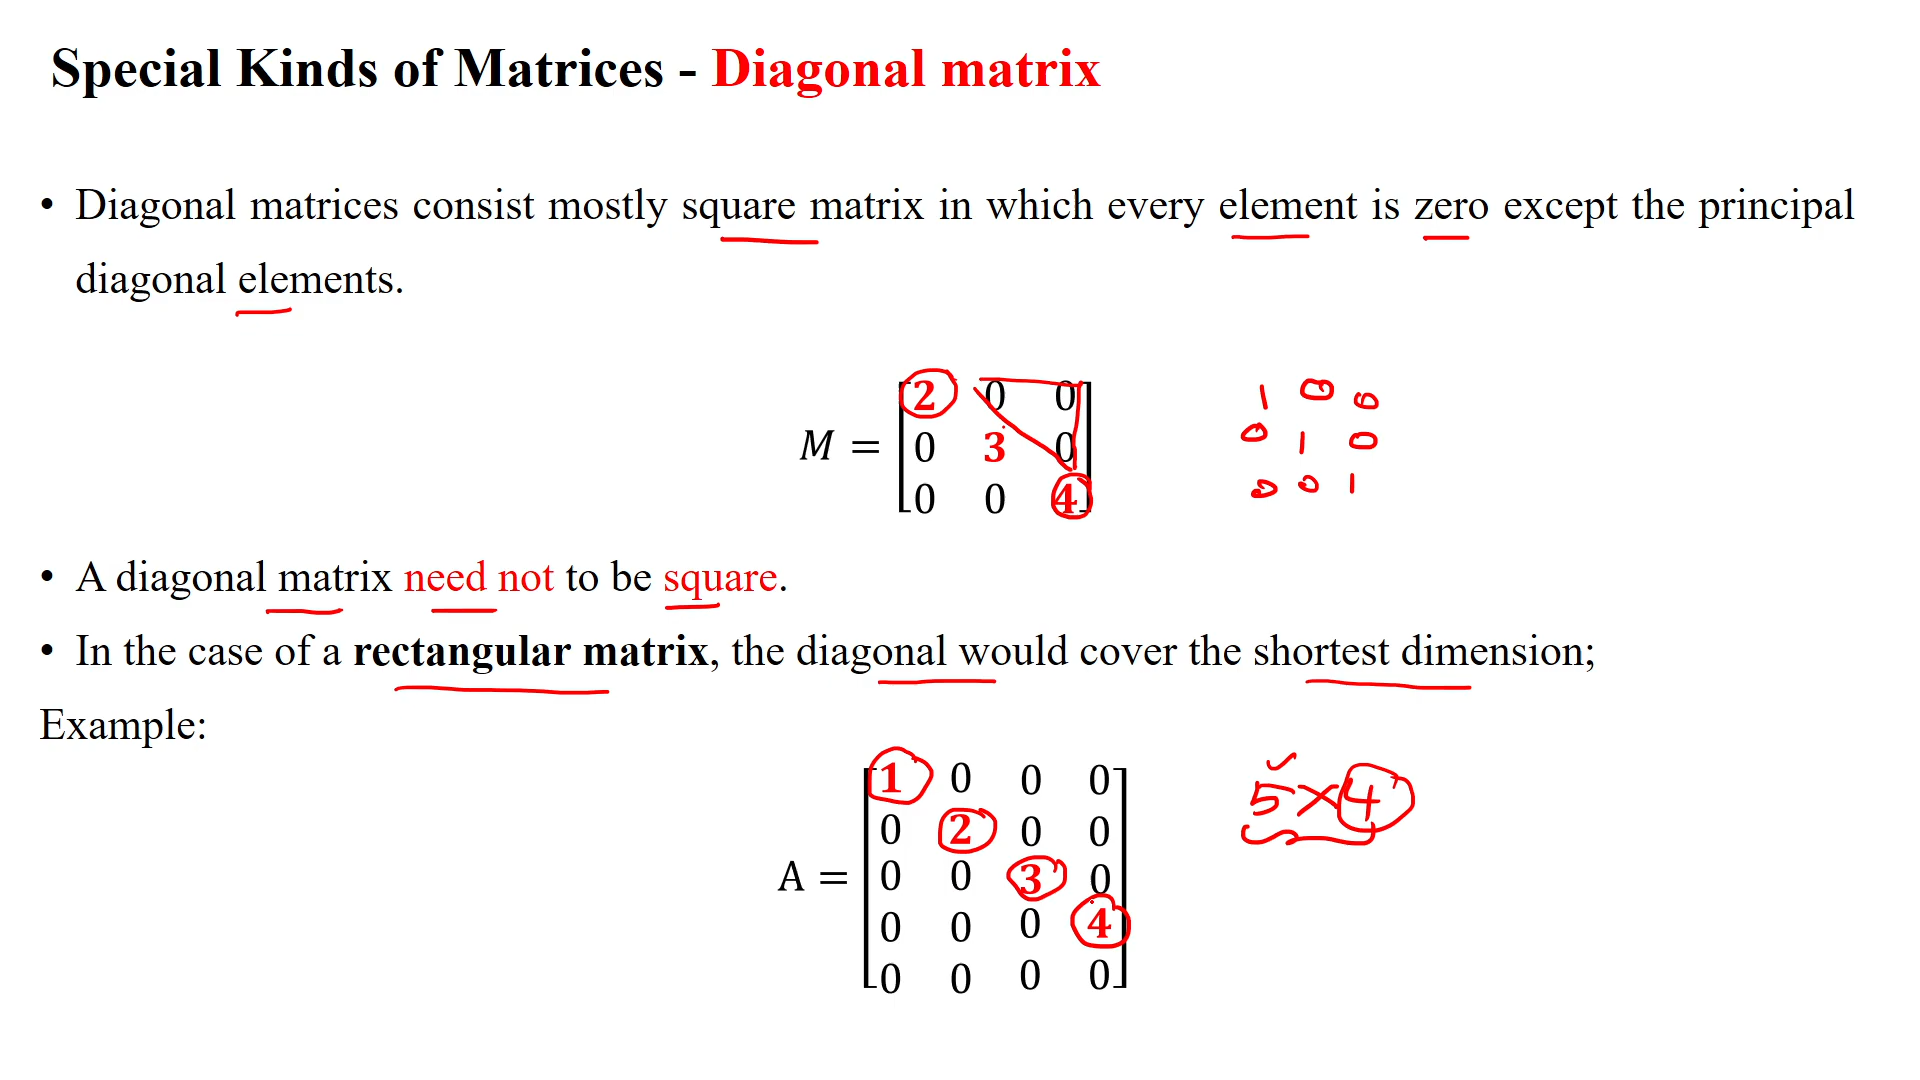 Special Kinds of Matrices - Diagonal matrix
• Diagonal matrices consist mostly square matrix in which every element is zero except the principal
diagonal elements.
2 0 0
M = 0 3 0
0 0 4
1 0 0
0 1 0
0 0 1
• A diagonal matrix need not to be square.
• In the case of a rectangular matrix, the diagonal would cover the shortest dimension;
Example:
1 0 0 0
0 2 0 0
A = 0 0 3 0
0 0 0 4
0 0 0 0
5×4